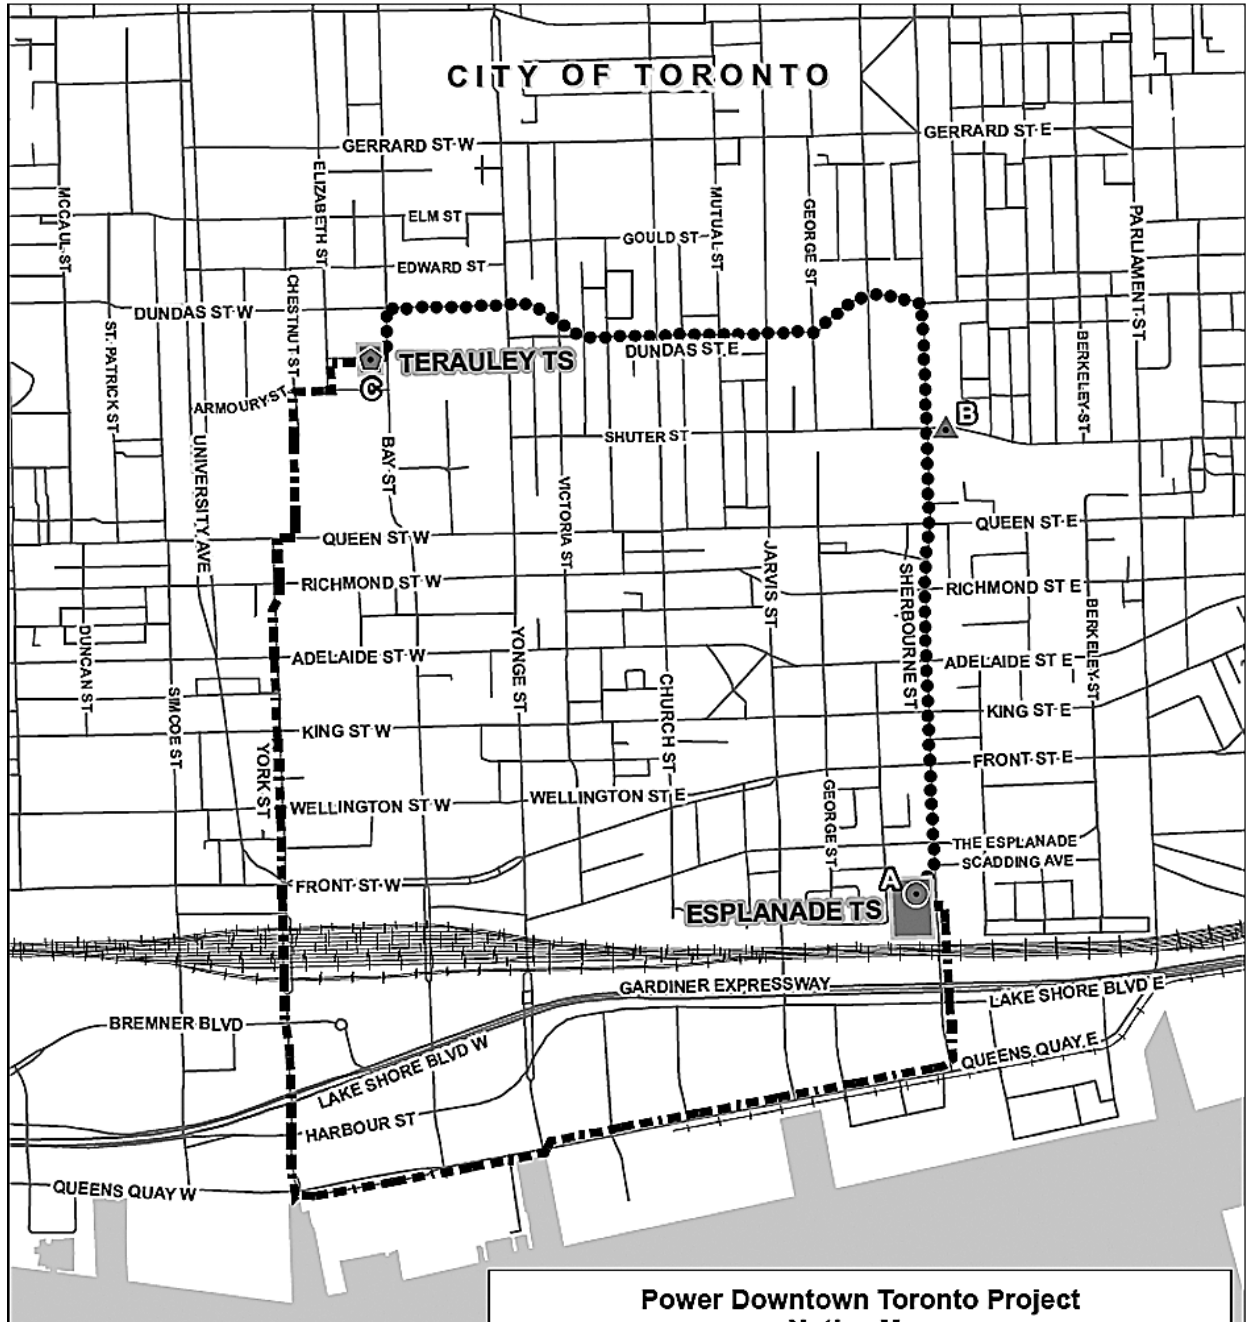 CITY OF TORONTO
GERRARD ST E
GERRARD ST W
ELIZABETH ST
MCCAUL ST
MUTUAL ST
GEORGE ST
PARLIAMENT ST
ELM ST
GOULD ST
EDWARD ST
CHESTNUT ST
DUNDAS ST W
ST. PATRICK ST
BERKELEY ST
DUNDAS ST E
TERAULEY TS
C
ARMOURY ST
B
SHUTER ST
UNIVERSITY AVE
BAY ST
VICTORIA ST
QUEEN ST E
QUEEN ST W
JARVIS ST
SHERBOURNE ST
RICHMOND ST W
RICHMOND ST E
BERKELEY ST
DUNCAN ST
YONGE ST
ADELAIDE ST W
ADELAIDE ST E
SIMCOE ST
CHURCH ST
KING ST E
KING ST W
YORK ST
FRONT ST E
GEORGE ST
WELLINGTON ST E
WELLINGTON ST W
THE ESPLANADE
SCADDING AVE
FRONT ST W
A
ESPLANADE TS
GARDINER EXPRESSWAY
LAKE SHORE BLVD E
BREMNER BLVD
QUEENS QUAY E
LAKE SHORE BLVD W
HARBOUR ST
QUEENS QUAY W
Power Downtown Toronto Project